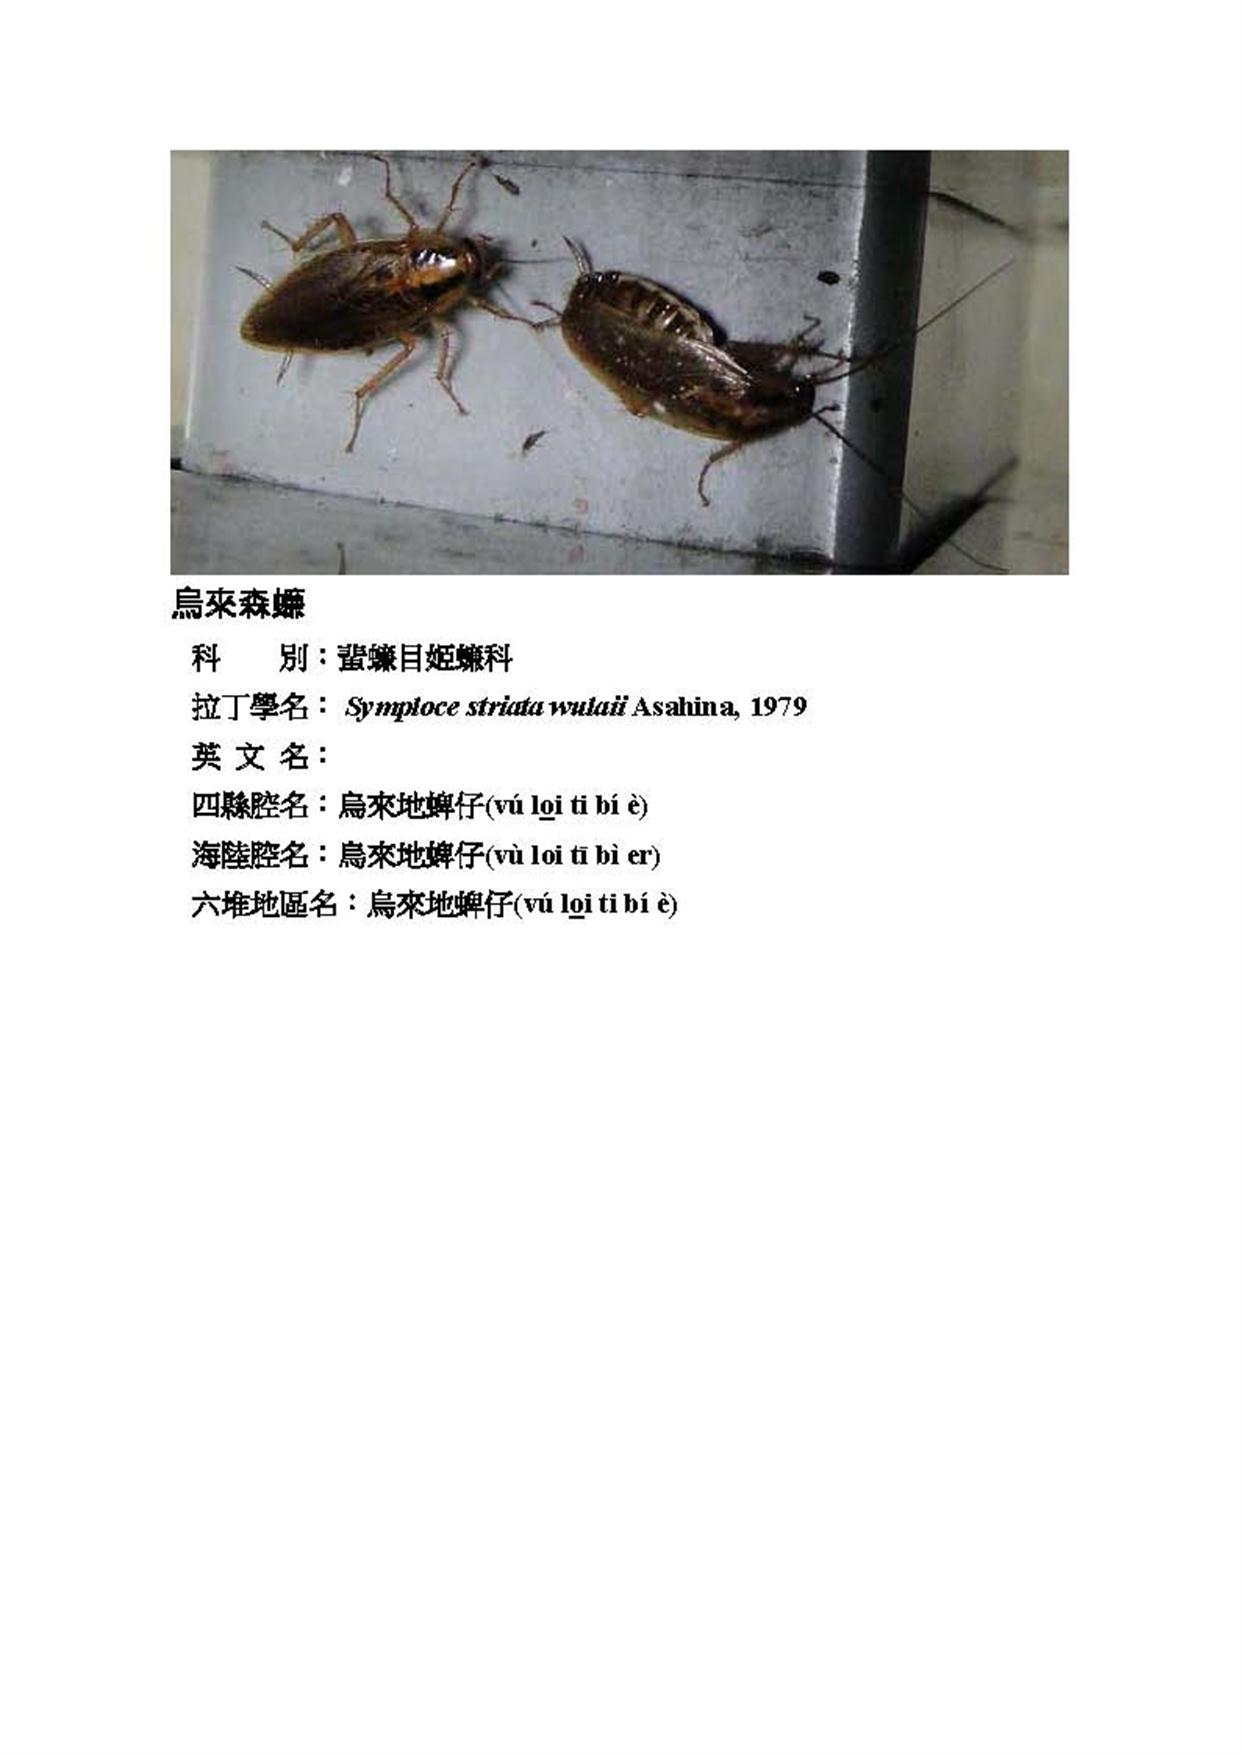 烏來森蠊
科　　別：蜚蠊目姬蠊科
拉丁學名： Symploce striata wulaii Asahina, 1979
英 文 名：
四縣腔名：烏來地蜱仔(vú lo̲i ti bí è)
海陸腔名：烏來地蜱仔(vù loi tī bì er)
六堆地區名：烏來地蜱仔(vú lo̲i ti bí è)